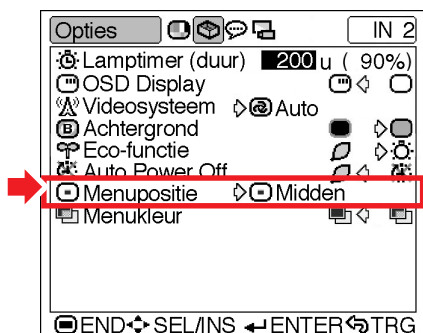 Opties IN 2
Lamptimer (duur) 200 u ( 90%)
OSD Display
Videosysteem Auto
B Achtergrond
Eco-functie
Auto Power Off
Menupositie Midden
Menukleur
END SEL/INS ENTER TRG